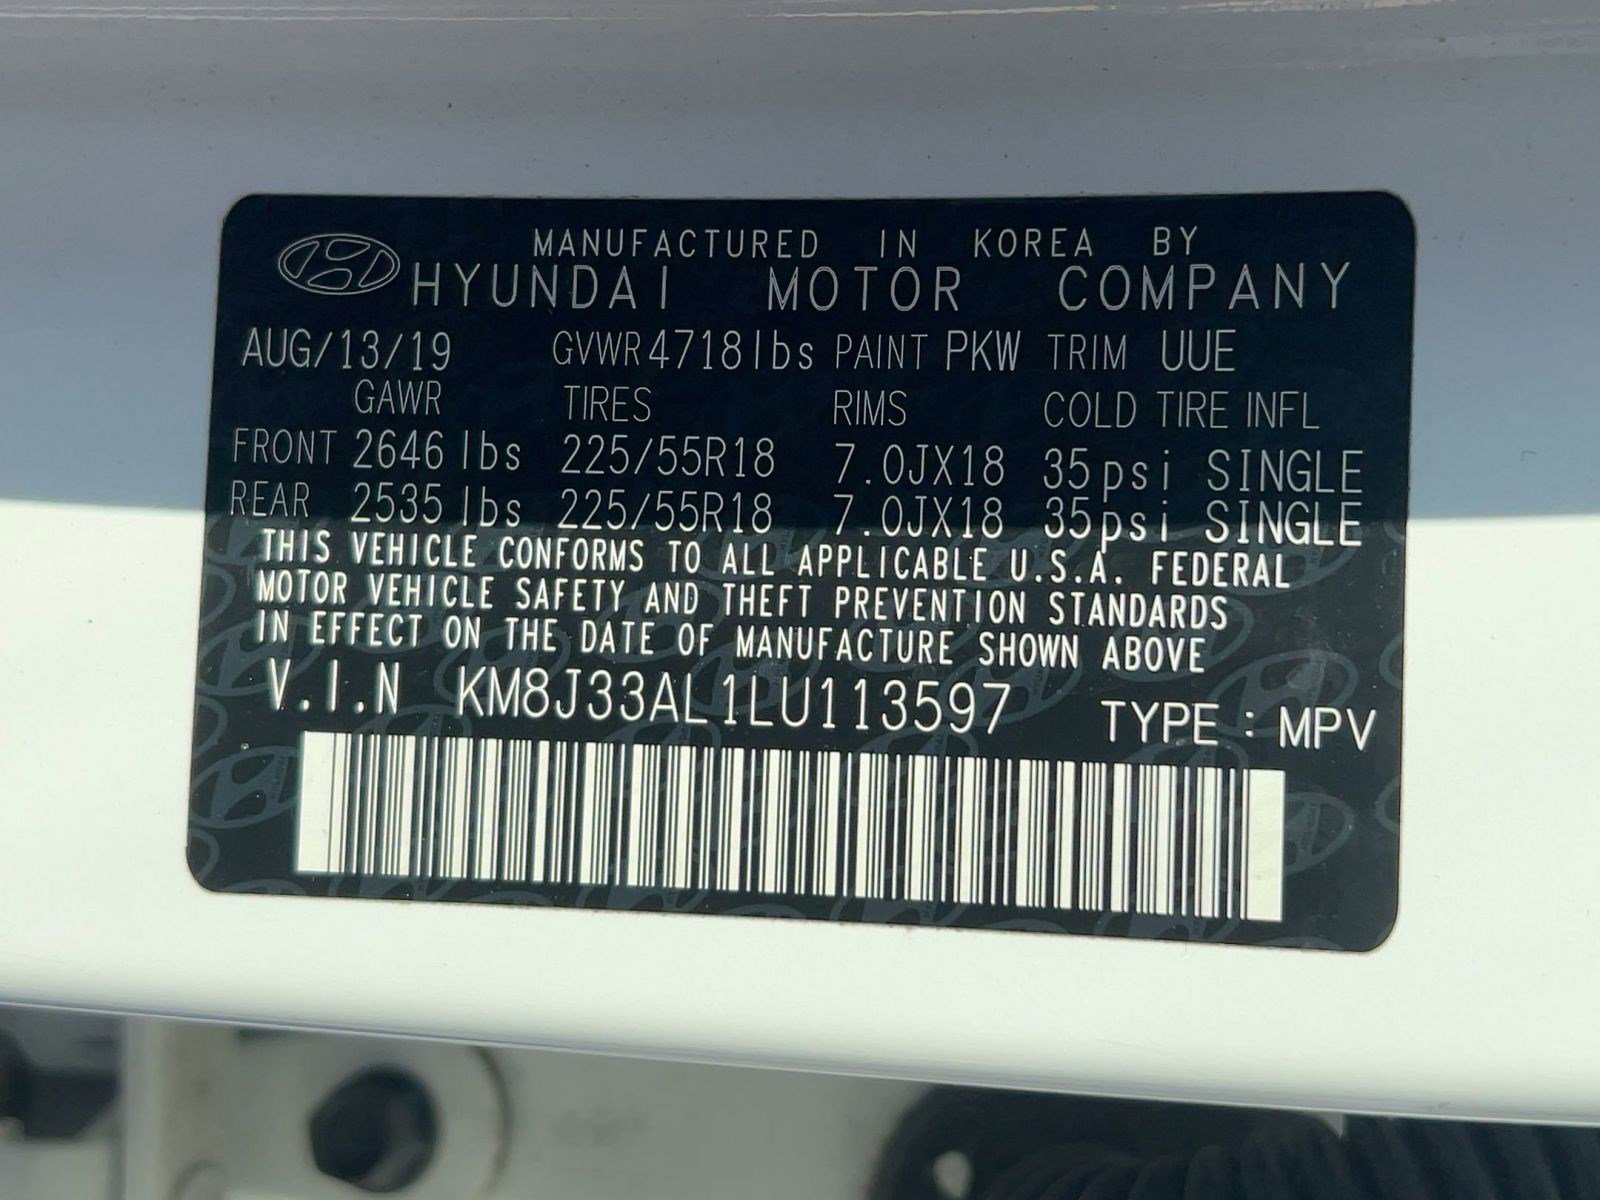 MANUFACTURED IN KOREA BY
HYUNDAI MOTOR COMPANY
AUG/13/19 GVWR 4718lbs PAINT PKW TRIM UUE
GAWR TIRES RIMS COLD TIRE INFL
FRONT 2646 lbs 225/55R18 7.0JX18 35psi SINGLE
REAR 2535 lbs 225/55R18 7.0JX18 35psi SINGLE
THIS VEHICLE CONFORMS TO ALL APPLICABLE U.S.A. FEDERAL
MOTOR VEHICLE SAFETY AND THEFT PREVENTION STANDARDS
IN EFFECT ON THE DATE OF MANUFACTURE SHOWN ABOVE
V.I.N KM8J33AL1LU113597 TYPE : MPV